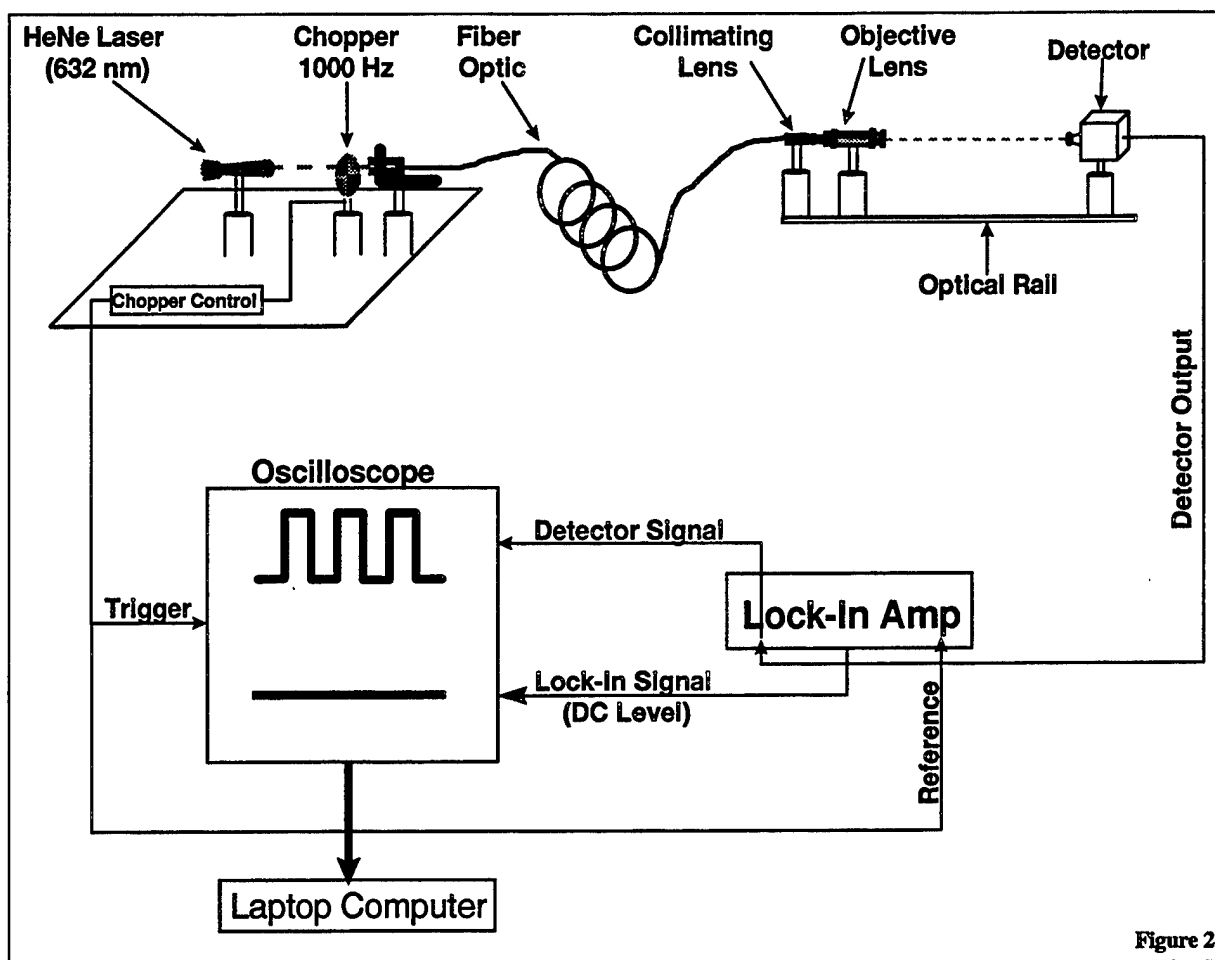 HeNe Laser
(632 nm)
Chopper
1000 Hz
Fiber
Optic
Collimating
Lens
Objective
Lens
Detector
Chopper Control
Optical Rail
Detector Output
Oscilloscope
Detector Signal
Trigger
Lock-In Amp
Lock-In Signal
(DC Level)
Reference
Laptop Computer
Figure 2